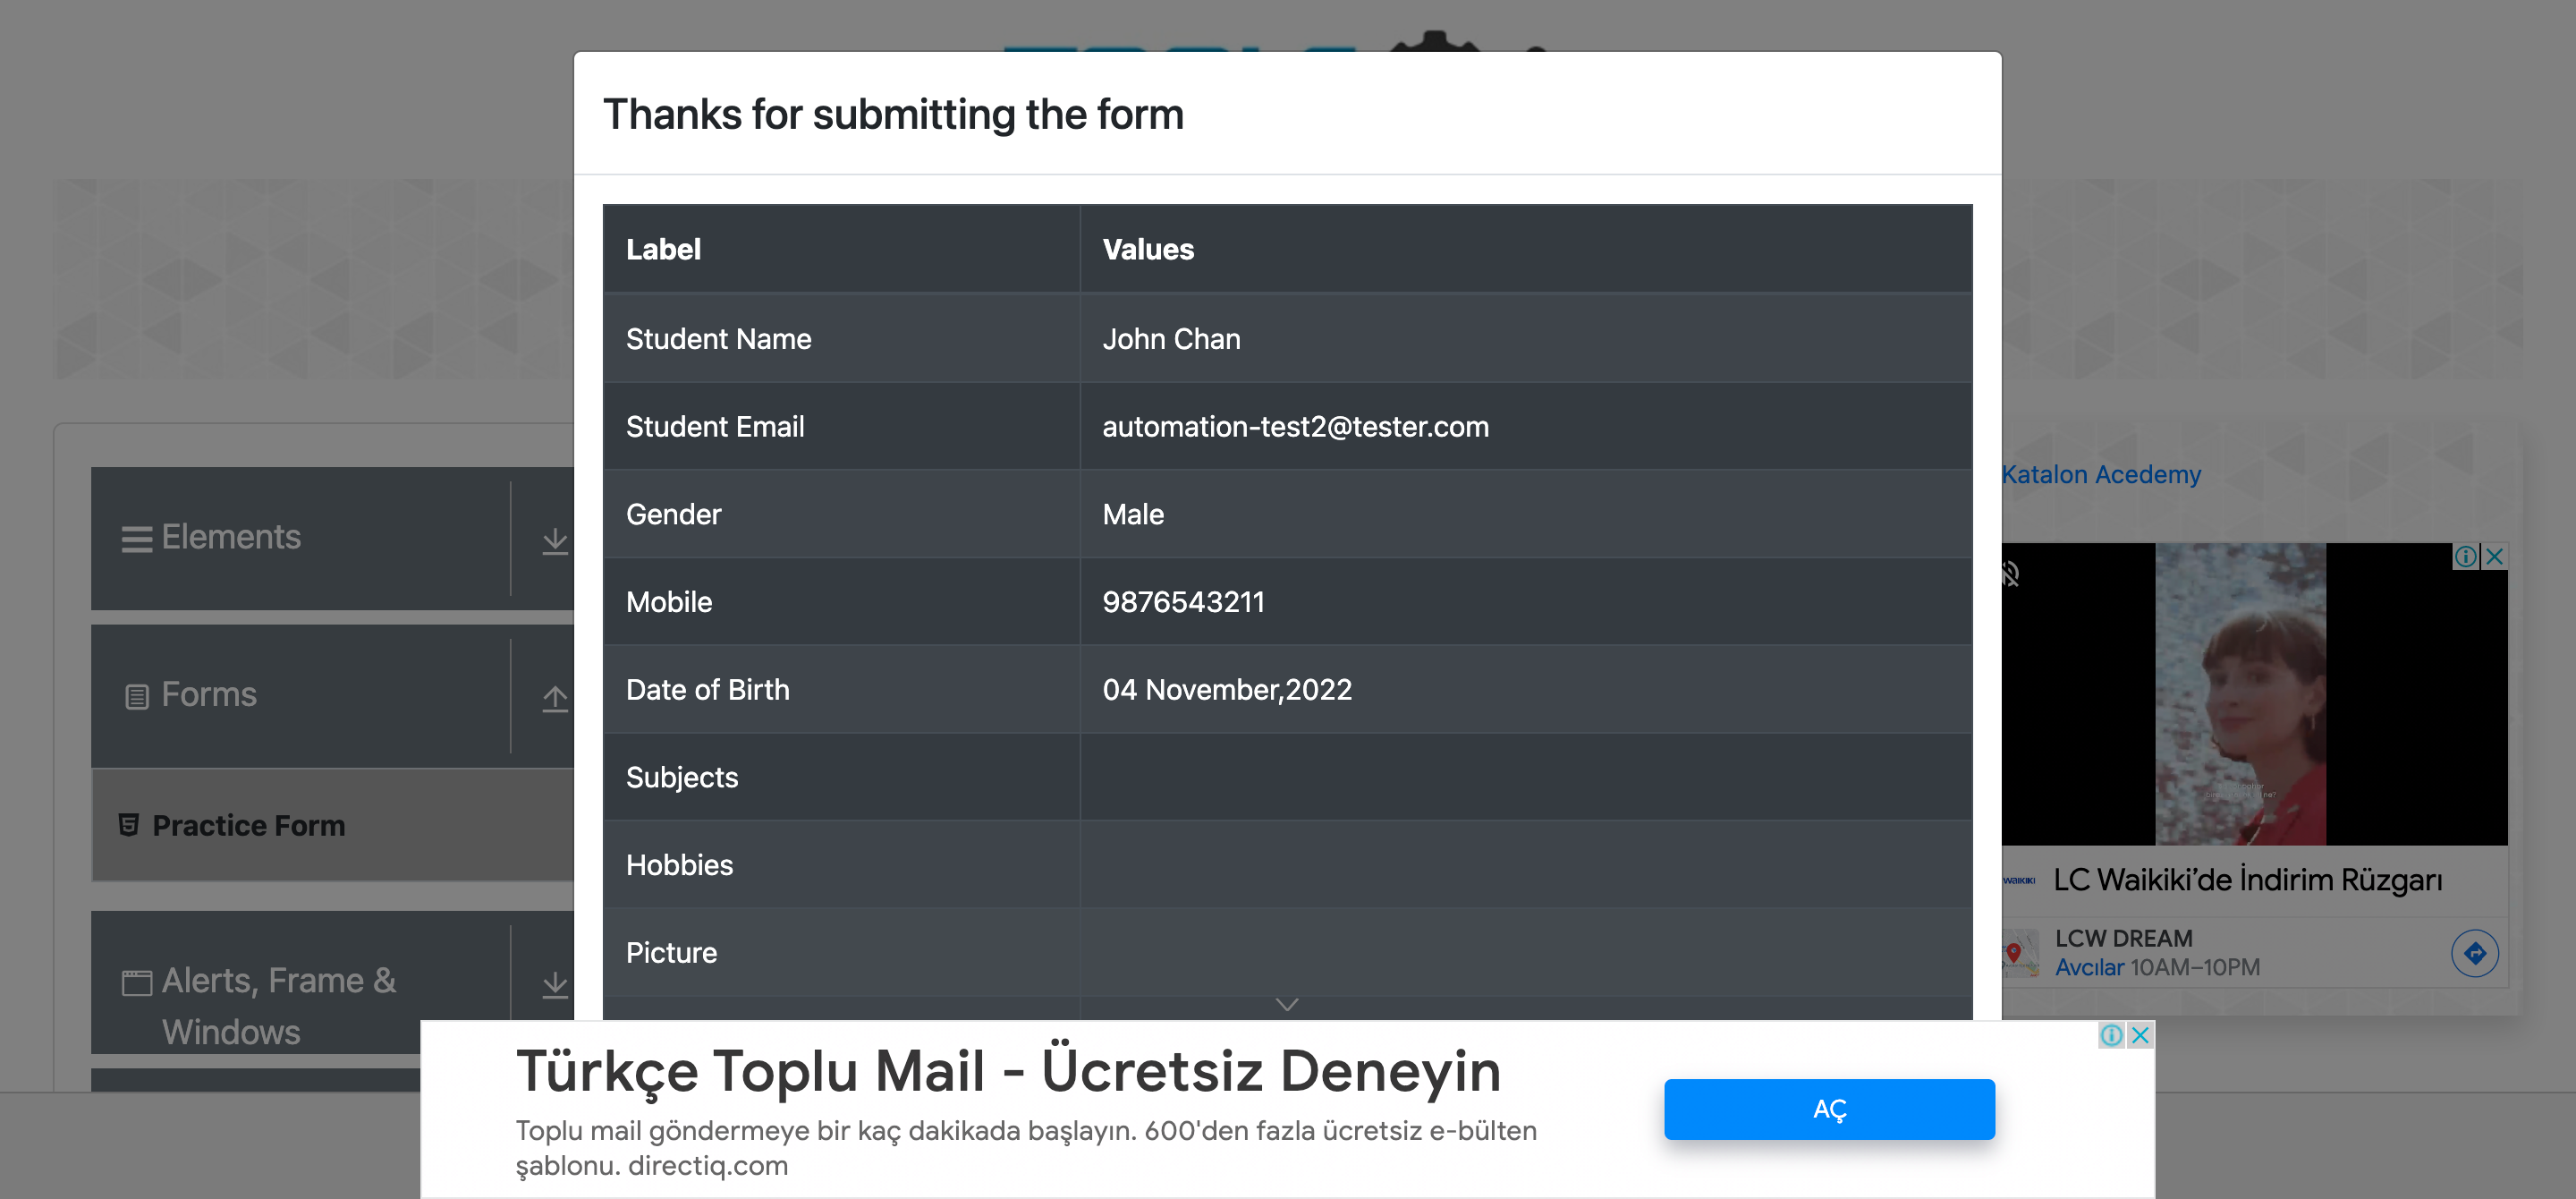 Thanks for submitting the form
Label Values
Student Name John Chan
Student Email automation-test2@tester.com
Gender Male
Mobile 9876543211
Date of Birth 04 November,2022
Subjects
Hobbies
Picture
Elements
Forms
Practice Form
Alerts, Frame &
Windows
Katalon Acedemy
WAIKIKI
LC Waikiki’de İndirim Rüzgarı
LCW DREAM
Avcılar 10AM–10PM
Türkçe Toplu Mail - Ücretsiz Deneyin
Toplu mail göndermeye bir kaç dakikada başlayın. 600'den fazla ücretsiz e-bülten
şablonu. directiq.com
AÇ